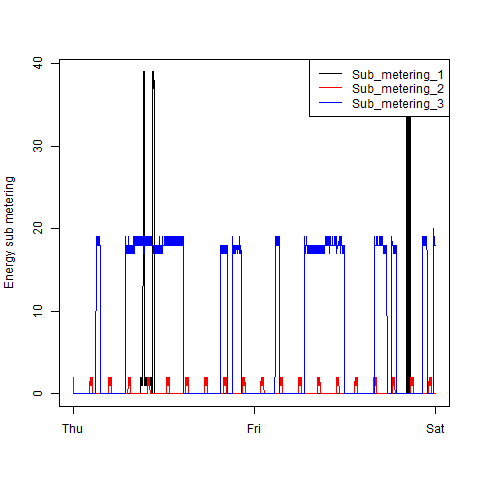 Sub_metering_1
Sub_metering_2
Sub_metering_3
Energy sub metering
40
30
20
10
0
Thu Fri Sat